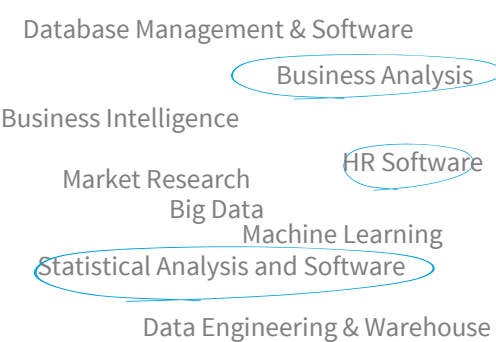 Database Management & Software
Business Analysis
Business Intelligence
HR Software
Market Research
Big Data
Machine Learning
Statistical Analysis and Software
Data Engineering & Warehouse